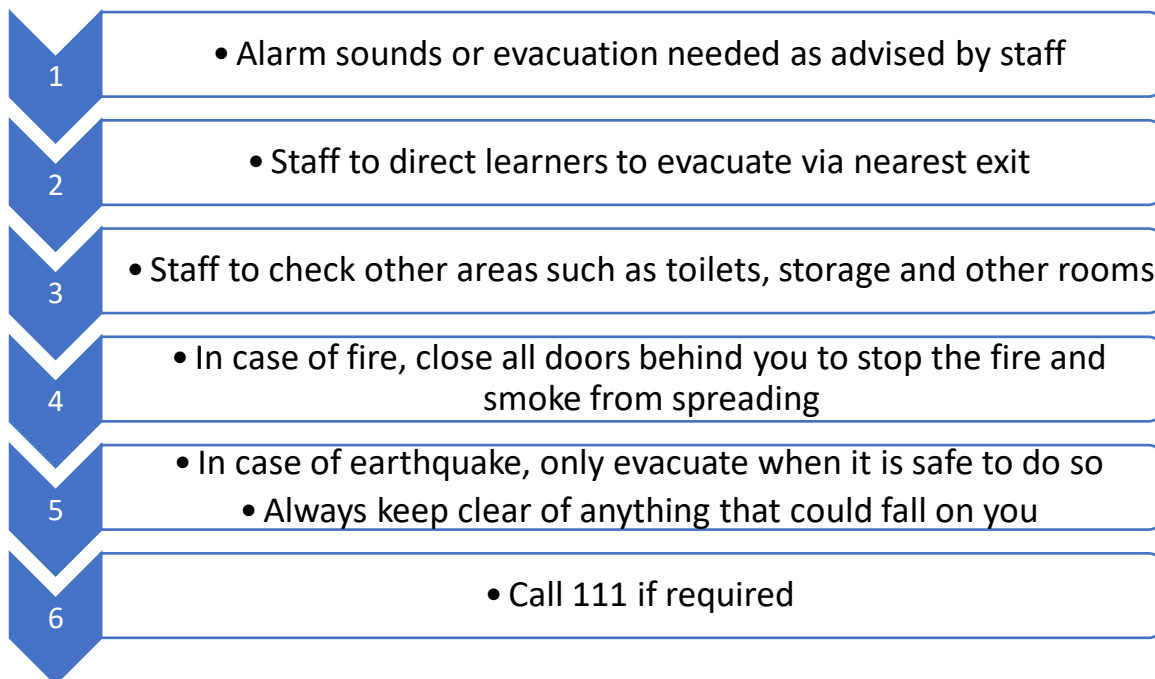 1
• Alarm sounds or evacuation needed as advised by staff
2
• Staff to direct learners to evacuate via nearest exit
3
• Staff to check other areas such as toilets, storage and other rooms
4
• In case of fire, close all doors behind you to stop the fire and
smoke from spreading
5
• In case of earthquake, only evacuate when it is safe to do so
• Always keep clear of anything that could fall on you
6
• Call 111 if required